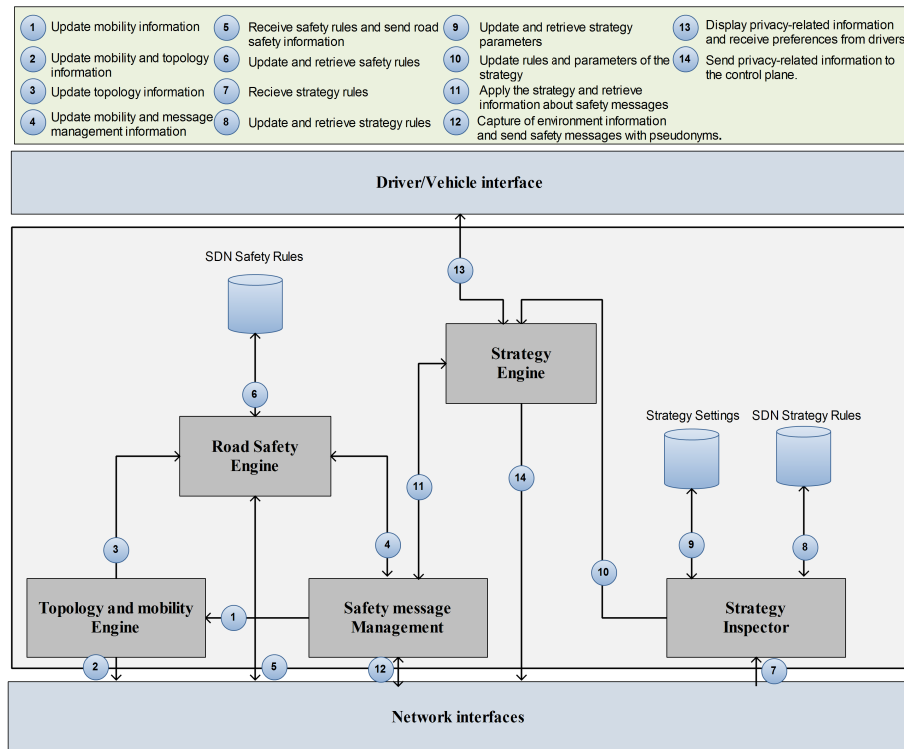 1 Update mobility information
2 Update mobility and topology
information
3 Update topology information
4 Update mobility and message
management information
5 Receive safety rules and send road
safety information
6 Update and retrieve safety rules
7 Recieve strategy rules
8 Update and retrieve strategy rules
9 Update and retrieve strategy
parameters
10 Update rules and parameters of the
strategy
11 Apply the strategy and retrieve
information about safety messages
12 Capture of environment information
and send safety messages with pseudonyms.
13 Display privacy-related information
and receive preferences from drivers
14 Send privacy-related information to
the control plane.
Driver/Vehicle interface
13
SDN Safety Rules
6
Strategy
Engine
Road Safety
Engine
Strategy Settings
SDN Strategy Rules
11
14
3
4
9
8
10
Topology and mobility
Engine
1
Safety message
Management
Strategy
Inspector
2
5
12
7
Network interfaces